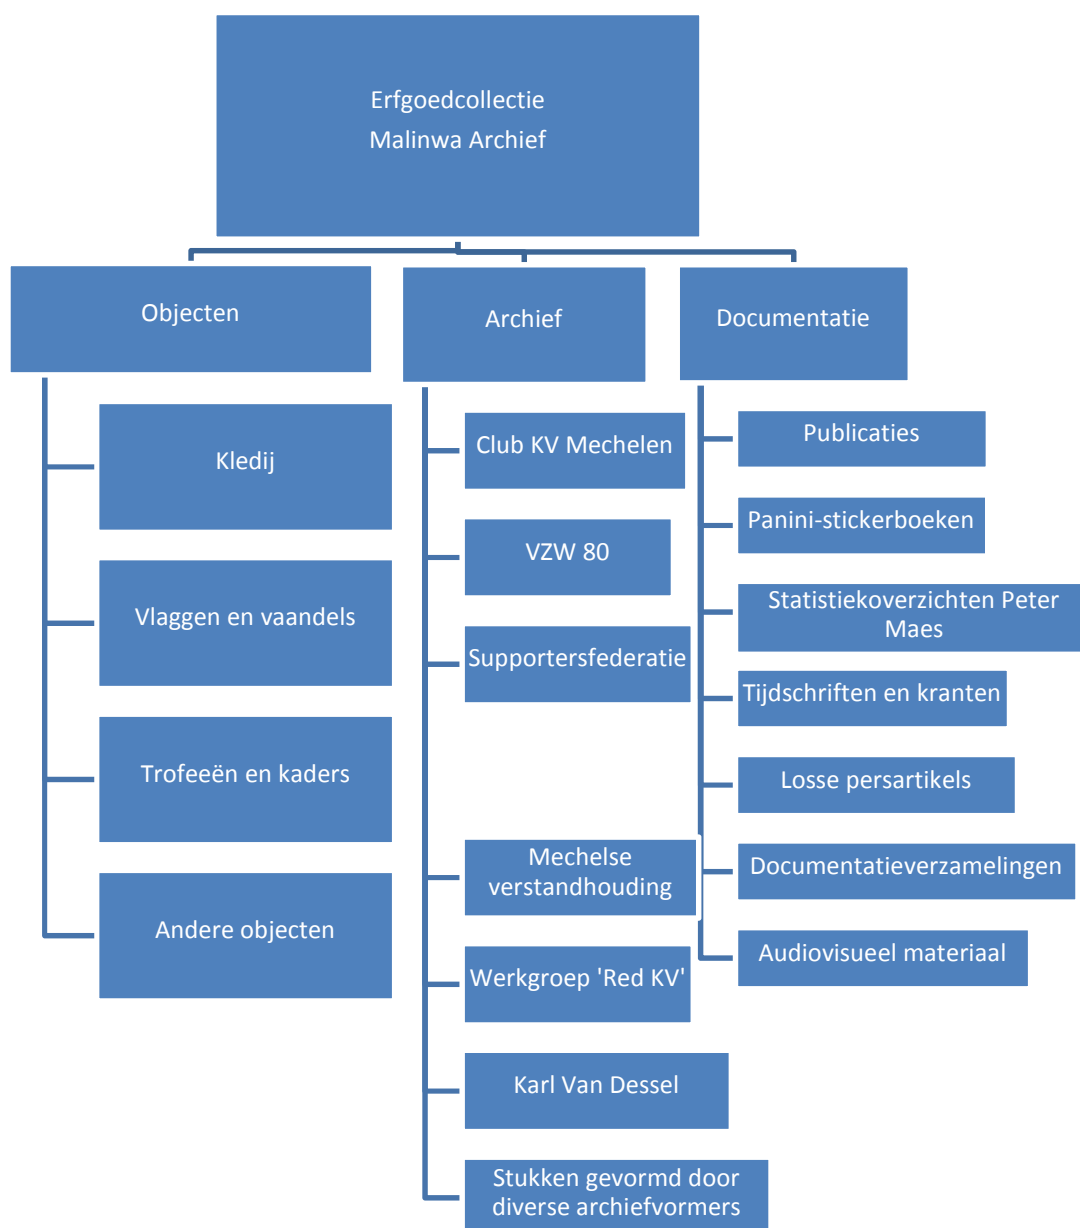 Erfgoedcollectie
Malinwa Archief
Objecten
Kledij
Vlaggen en vaandels
Trofeeën en kaders
Andere objecten
Archief
Club KV Mechelen
VZW 80
Supportersfederatie
Mechelse
verstandhouding
Werkgroep 'Red KV'
Karl Van Dessel
Stukken gevormd door
diverse archiefvormers
Documentatie
Publicaties
Panini-stickerboeken
Statistiekoverzichten Peter
Maes
Tijdschriften en kranten
Losse persartikels
Documentatieverzamelingen
Audiovisueel materiaal